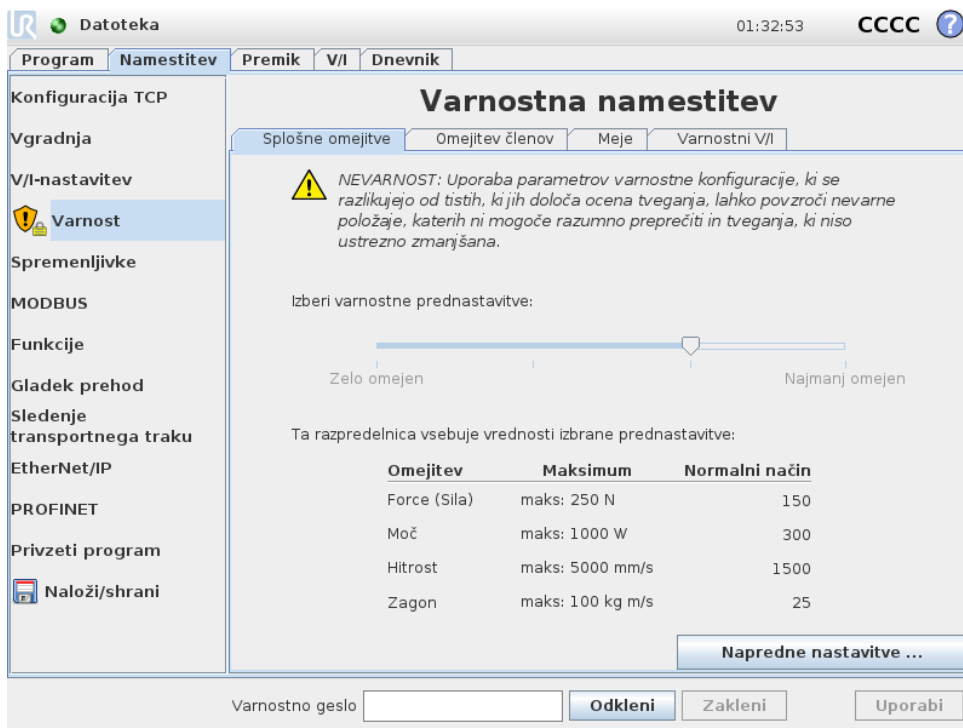 UR Datoteka 01:32:53 CCCC ?
Program Namestitev Premik V/I Dnevnik
Konfiguracija TCP
Vgradnja
V/I-nastavitev
Varnost
Spremenljivke
MODBUS
Funkcije
Gladek prehod
Sledenje
transportnega traku
EtherNet/IP
PROFINET
Privzeti program
Naloži/shrani
Varnostna namestitev
Splošne omejitve Omejitev členov Meje Varnostni V/I
NEVARNOST: Uporaba parametrov varnostne konfiguracije, ki se
razlikujejo od tistih, ki jih določa ocena tveganja, lahko povzroči nevarne
položaje, katerih ni mogoče razumno preprečiti in tveganja, ki niso
ustrezno zmanjšana.
Izberi varnostne prednastavitve:
Zelo omejen Najmanj omejen
Ta razpredelnica vsebuje vrednosti izbrane prednastavitve:
Omejitev Maksimum Normalni način
Force (Sila) maks: 250 N 150
Moč maks: 1000 W 300
Hitrost maks: 5000 mm/s 1500
Zagon maks: 100 kg m/s 25
Napredne nastavitve ...
Varnostno geslo Odkleni Zakleni Uporabi